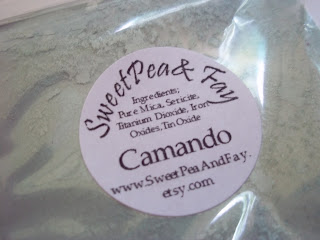 SweetPea & Fay
Ingredients;
Pure Mica, Sericite,
Titanium Dioxide, Iron
Oxides, Tin Oxide
Camando
www.SweetPeaAndFay.
etsy.com